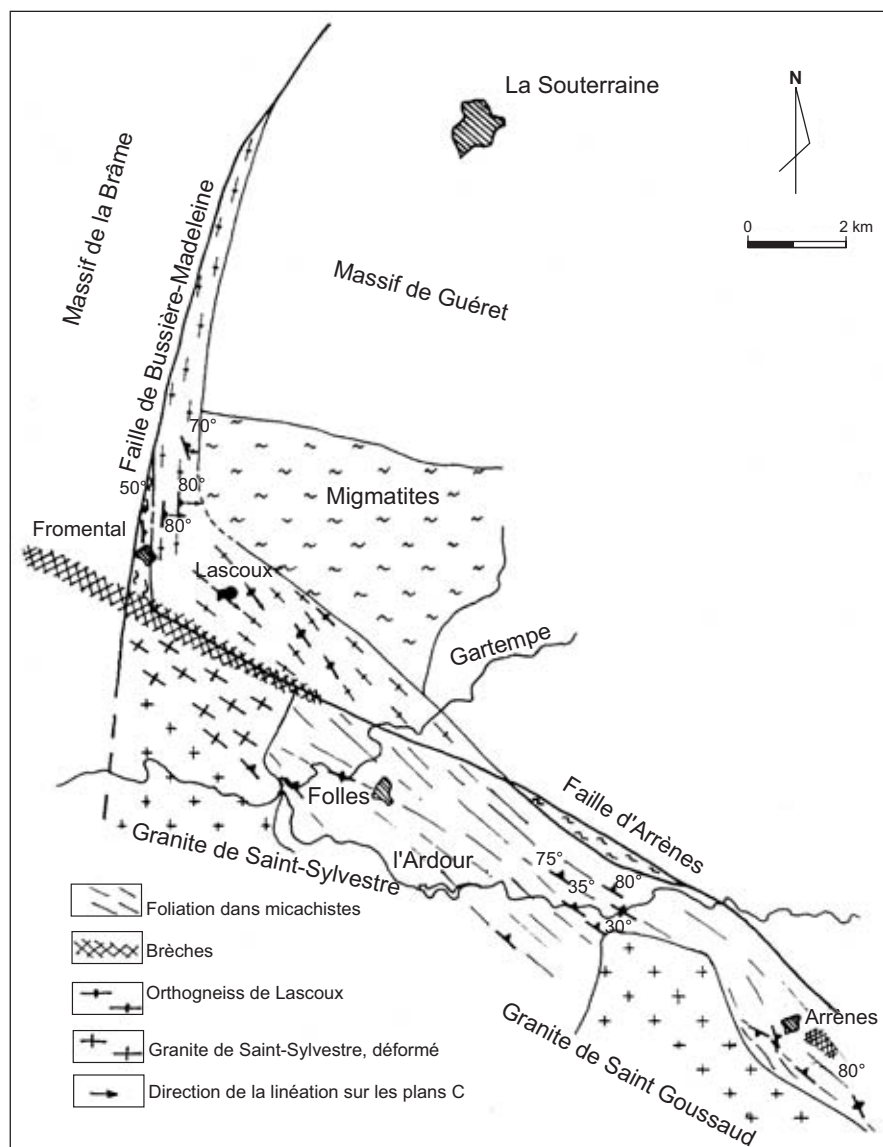 La Souterraine
N
0 2 km
Massif de la Brâme
Faille de Bussière-Madeleine
Massif de Guéret
70°
50°
80°
80°
Migmatites
Fromental
Lascoux
Gartempe
Folles
Faille d'Arrènes
Granite de Saint-Sylvestre
l'Ardour
75°
35°
80°
30°
Granite de Saint Goussaud
Arrènes
80°
Foliation dans micachistes
Brèches
Orthogneiss de Lascoux
Granite de Saint-Sylvestre, déformé
Direction de la linéation sur les plans C